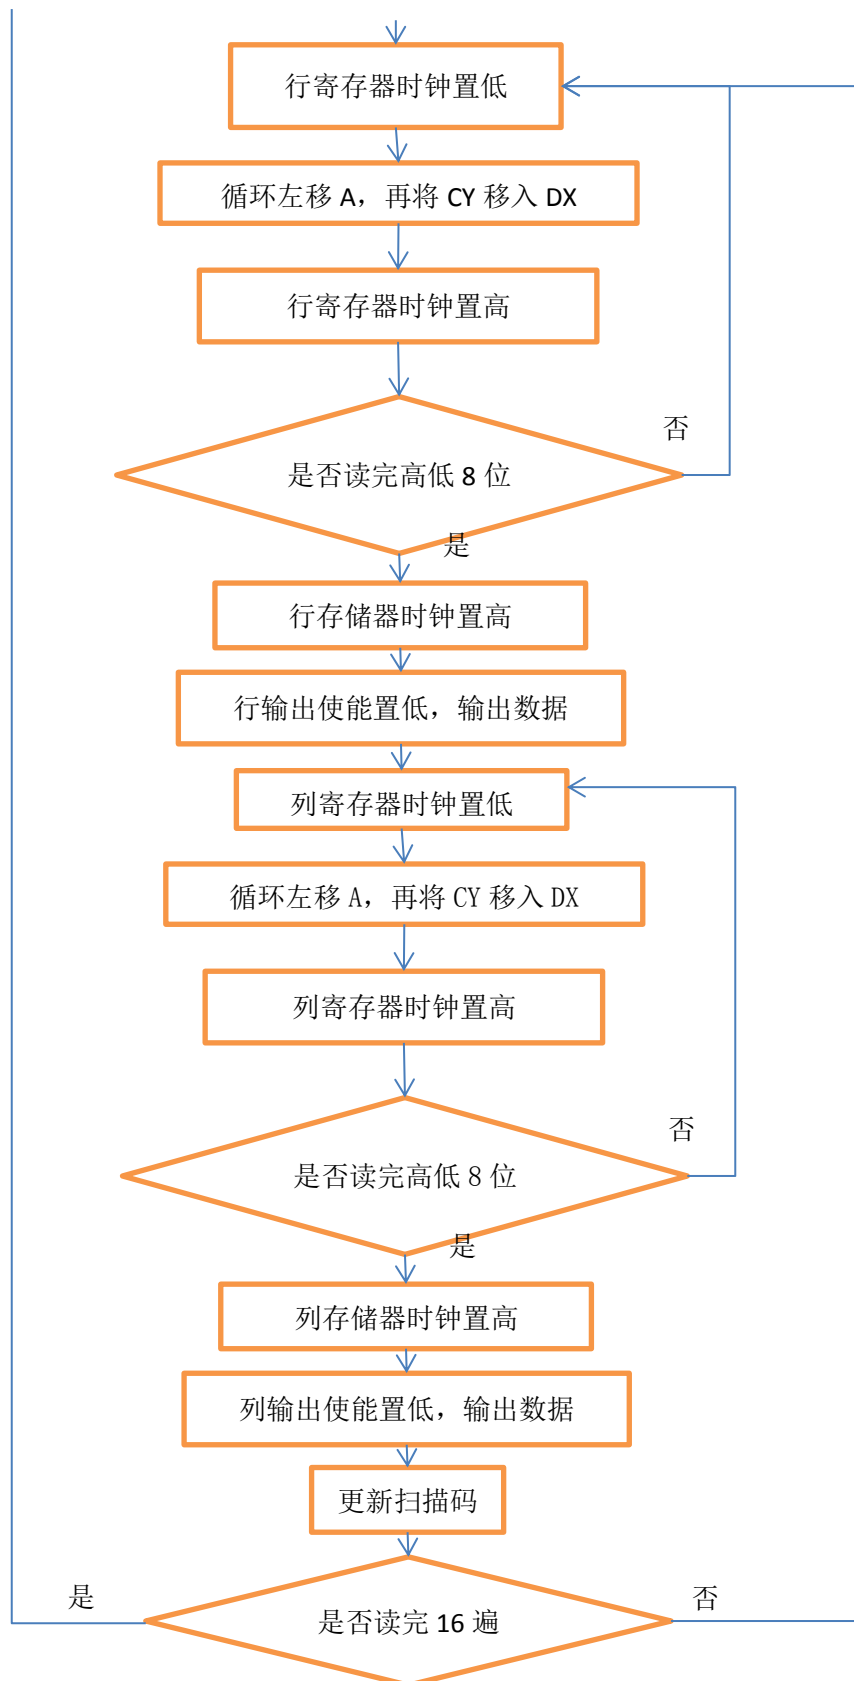 行寄存器时钟置低
循环左移 A，再将 CY 移入 DX
行寄存器时钟置高
否
是否读完高低 8 位
是
行存储器时钟置高
行输出使能置低，输出数据
列寄存器时钟置低
循环左移 A，再将 CY 移入 DX
列寄存器时钟置高
否
是否读完高低 8 位
是
列存储器时钟置高
列输出使能置低，输出数据
更新扫描码
是
否
是否读完 16 遍